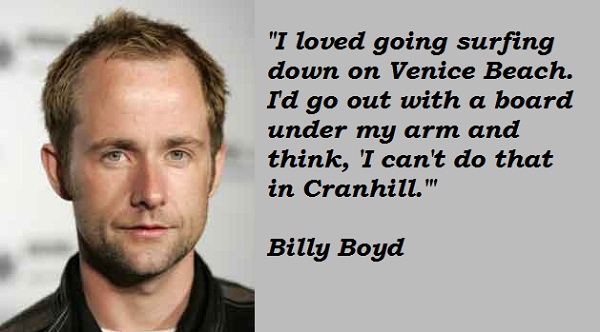 "I loved going surfing
down on Venice Beach.
I'd go out with a board
under my arm and
think, 'I can't do that
in Cranhill.'"
Billy Boyd